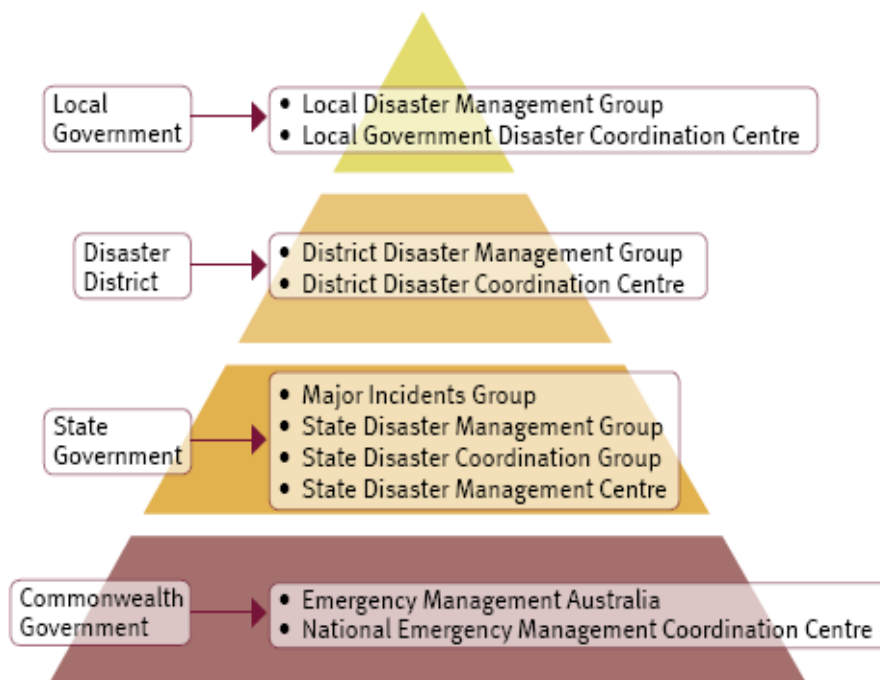 Local
Government
• Local Disaster Management Group
• Local Government Disaster Coordination Centre
Disaster
District
• District Disaster Management Group
• District Disaster Coordination Centre
State
Government
• Major Incidents Group
• State Disaster Management Group
• State Disaster Coordination Group
• State Disaster Management Centre
Commonwealth
Government
• Emergency Management Australia
• National Emergency Management Coordination Centre